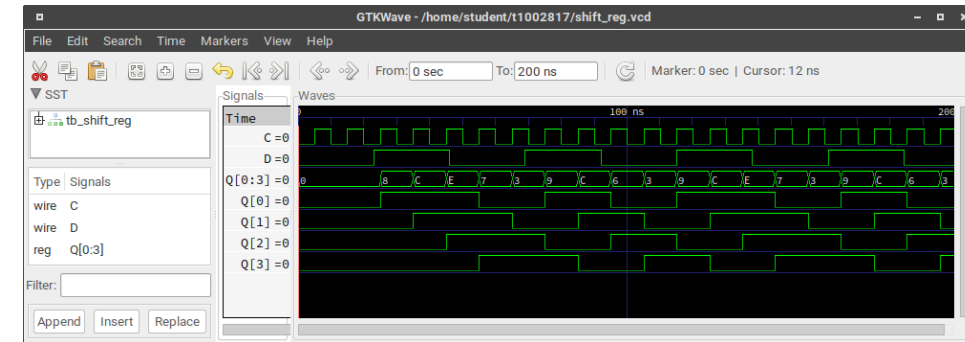 GTKWave - /home/student/t1002817/shift_reg.vcd
File Edit Search Time Markers View Help
From: 0 sec To: 200 ns Marker: 0 sec | Cursor: 12 ns
SST
tb_shift_reg
Type Signals
wire C
wire D
reg Q[0:3]
Filter:
Append Insert Replace
Signals
Time
C =0
D =0
Q[0:3] =0
Q[0] =0
Q[1] =0
Q[2] =0
Q[3] =0
Waves
0 100 ns 200
0 8 C E 7 3 9 C 6 3 9 C E 7 3 9 C 6 3